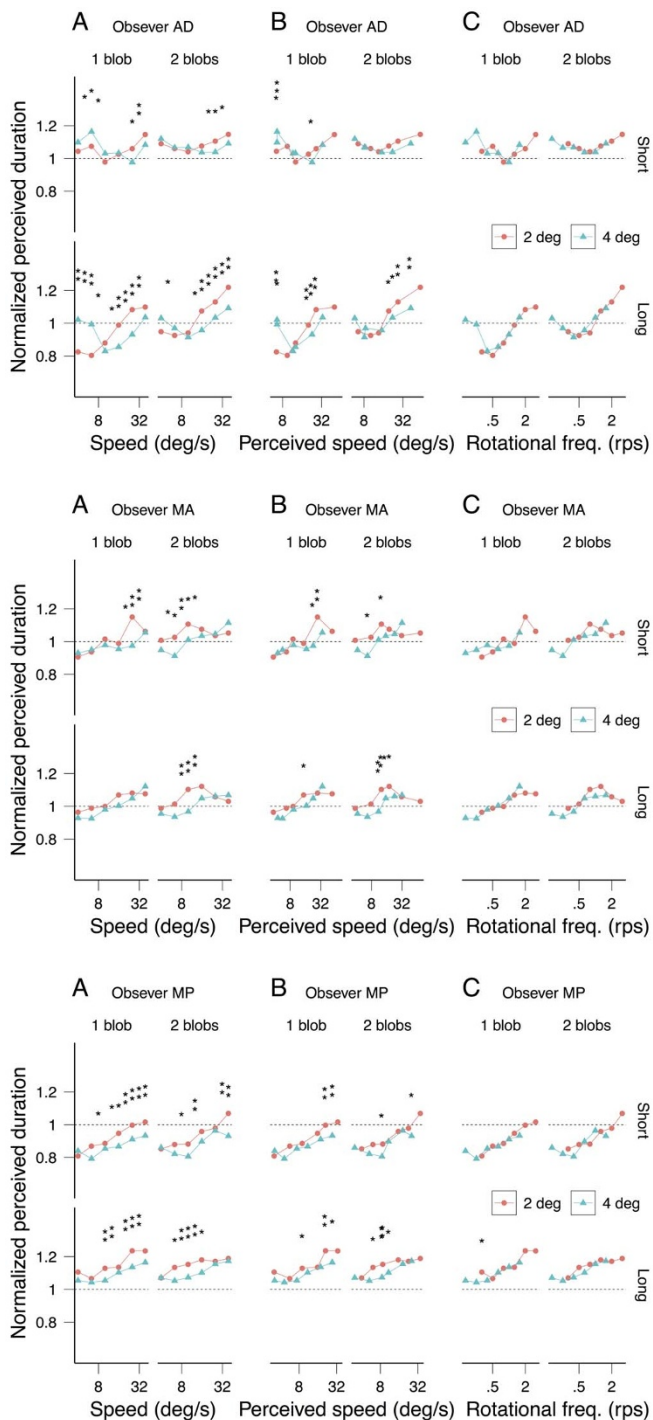 A Obsever AD B Obsever AD C Obsever AD
1 blob 2 blobs 1 blob 2 blobs 1 blob 2 blobs
Normalized perceived duration
1.2
1
0.8
Short
2 deg 4 deg
1.2
1
0.8
Long
8 32 8 32 8 32 8 32 .5 2 .5 2
Speed (deg/s) Perceived speed (deg/s) Rotational freq. (rps)
A Obsever MA B Obsever MA C Obsever MA
1 blob 2 blobs 1 blob 2 blobs 1 blob 2 blobs
Normalized perceived duration
1.2
1
0.8
Short
2 deg 4 deg
1.2
1
0.8
Long
8 32 8 32 8 32 8 32 .5 2 .5 2
Speed (deg/s) Perceived speed (deg/s) Rotational freq. (rps)
A Obsever MP B Obsever MP C Obsever MP
1 blob 2 blobs 1 blob 2 blobs 1 blob 2 blobs
Normalized perceived duration
1.2
1
0.8
Short
2 deg 4 deg
1.2
1
0.8
Long
8 32 8 32 8 32 8 32 .5 2 .5 2
Speed (deg/s) Perceived speed (deg/s) Rotational freq. (rps)